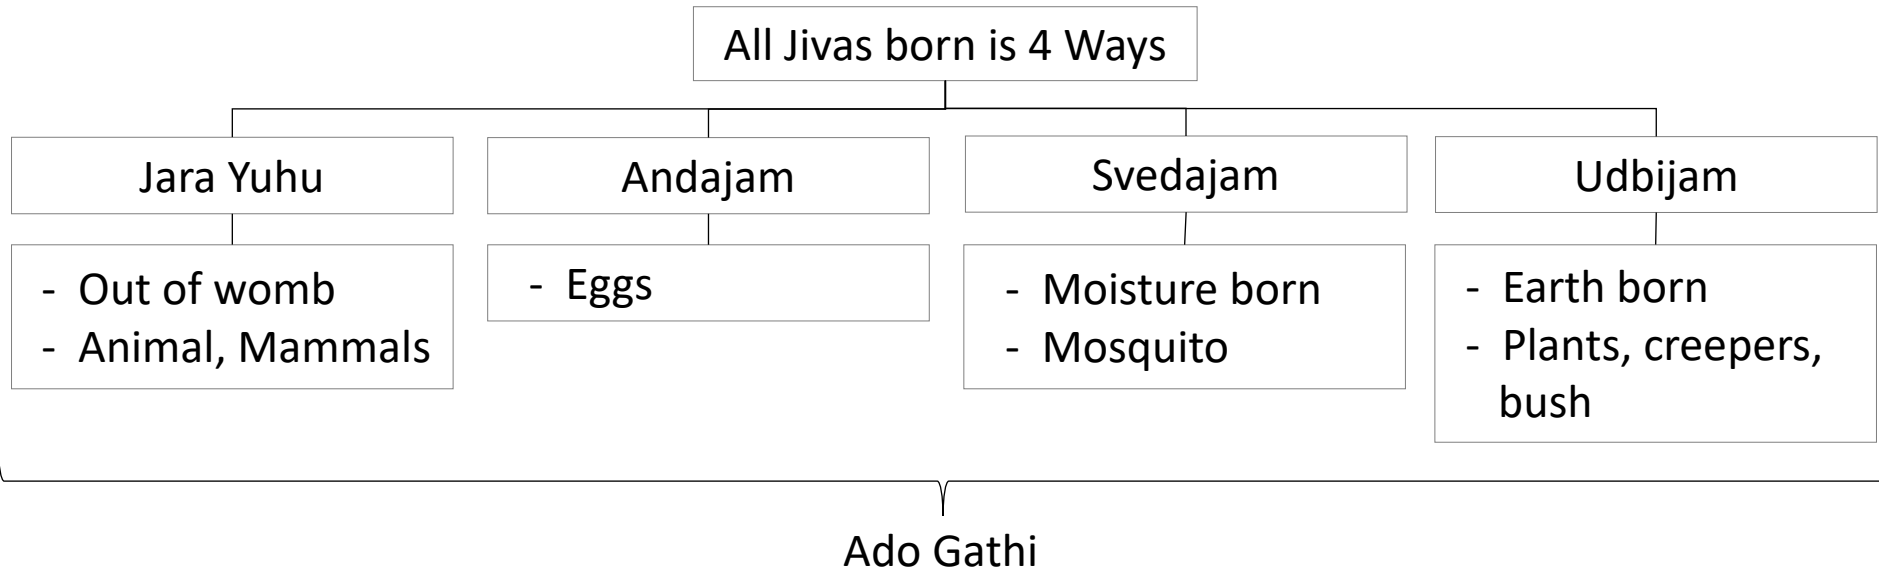 All Jivas born is 4 Ways
Jara Yuhu
Andajam
Svedajam
Udbijam
- Out of womb
- Animal, Mammals
- Eggs
- Moisture born
- Mosquito
- Earth born
- Plants, creepers,
bush
Ado Gathi